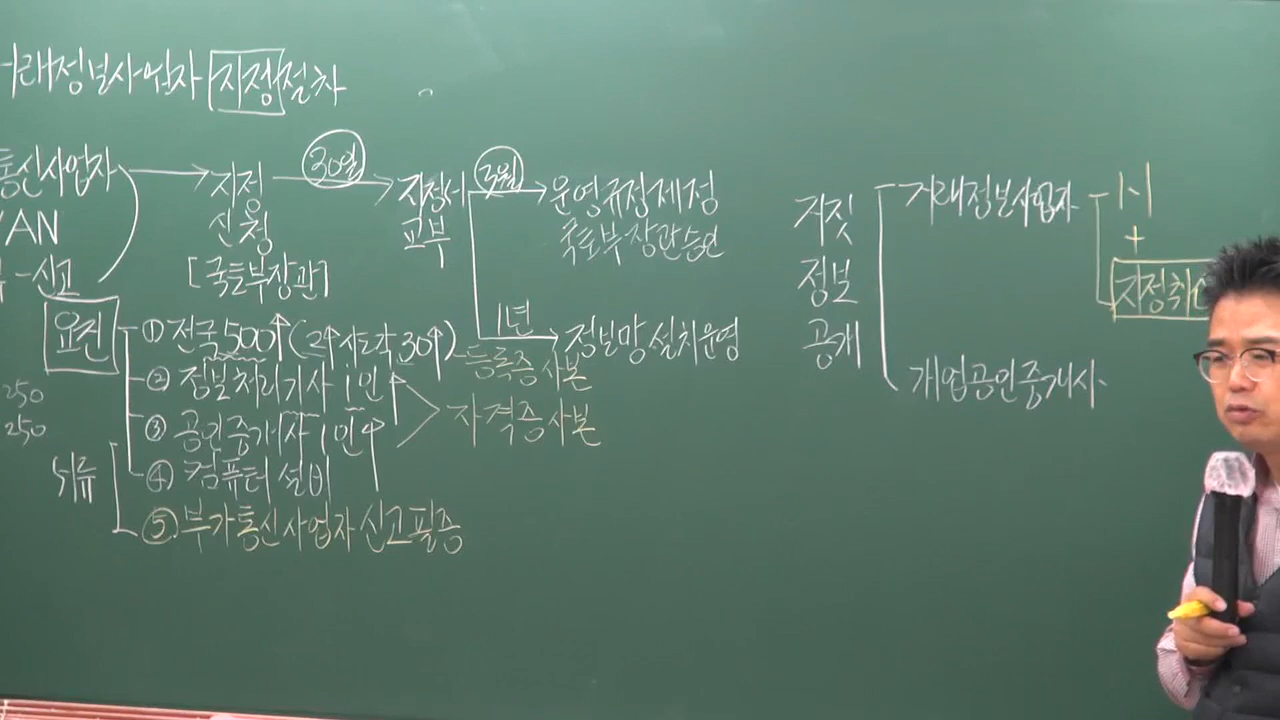 거래정보사업자 지정절차
통신사업자 → 지정신청 [국토부장관]
30일 → 지정서 교부
3월 → 운영규정 제정
국토부장관승인
1년 → 정보망 설치운영
VAN
-신고
요건
① 전국500↑(2↑시·도각30↑) - 등록증 사본
② 정보처리기사 1인↑
③ 공인중개사 1인↑
자격증사본
④ 컴퓨터 설비
⑤ 부가통신사업자 신고필증
250
250
서류
거짓
정보
공개
거래정보사업자 - 1-1
+
지정취
개업공인중개사